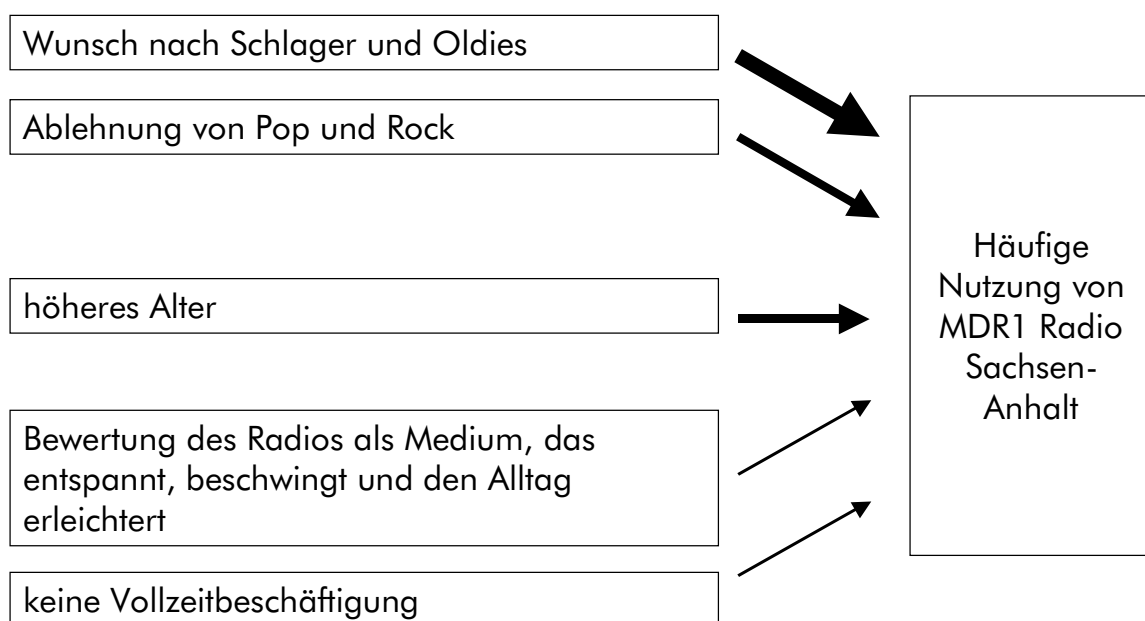 Wunsch nach Schlager und Oldies
Ablehnung von Pop und Rock
höheres Alter
Bewertung des Radios als Medium, das
entspannt, beschwingt und den Alltag
erleichtert
keine Vollzeitbeschäftigung
Häufige
Nutzung von
MDR1 Radio
Sachsen-
Anhalt